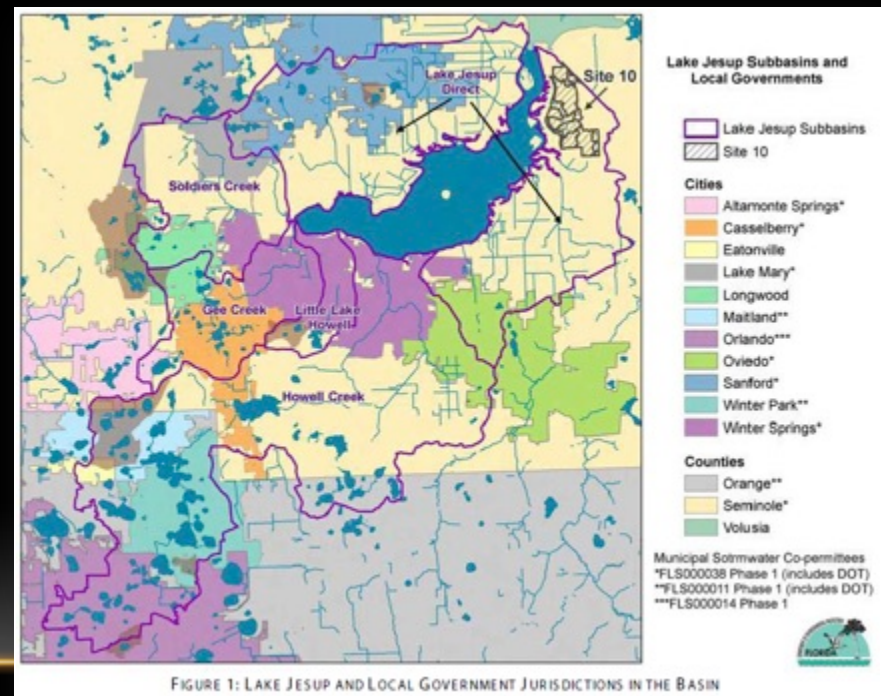 Lake Jesup
Direct
Site 10
Soldiers Creek
Gee Creek
Little Lake
Howell
Howell Creek
Lake Jesup Subbasins and
Local Governments
Lake Jesup Subbasins
Site 10
Cities
Altamonte Springs*
Casselberry*
Eatonville
Lake Mary*
Longwood
Maitland**
Orlando***
Oviedo*
Sanford*
Winter Park**
Winter Springs*
Counties
Orange**
Seminole*
Volusia
Municipal Sotrmwater Co-permittees
*FLS000038 Phase 1 (includes DOT)
**FLS000011 Phase 1 (includes DOT)
***FLS000014 Phase 1
FLORIDA
FIGURE 1: LAKE JESUP AND LOCAL GOVERNMENT JURISDICTIONS IN THE BASIN